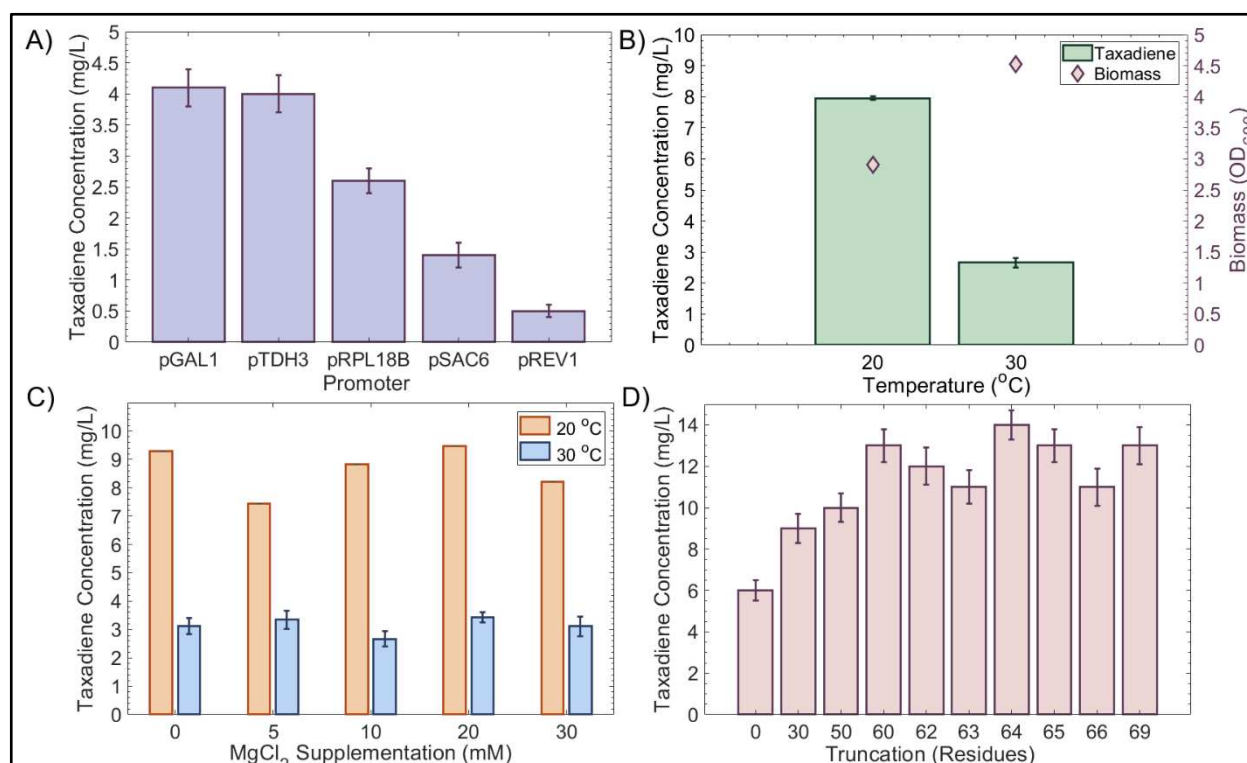 A)
Taxadiene Concentration (mg/L)
5
4.5
4
3.5
3
2.5
2
1.5
1
0.5
0
pGAL1 pTDH3 pRPL18B pSAC6 pREV1
Promoter
B)
Taxadiene Concentration (mg/L)
10
9
8
7
6
5
4
3
2
1
0
Taxadiene
Biomass
5
4.5
4
3.5
3
2.5
2
1.5
1
0.5
0
Biomass (OD600)
20 30
Temperature (°C)
C)
Taxadiene Concentration (mg/L)
10
9
8
7
6
5
4
3
2
1
0
20 °C
30 °C
0 5 10 20 30
MgCl2 Supplementation (mM)
D)
Taxadiene Concentration (mg/L)
14
12
10
8
6
4
2
0
0 30 50 60 62 63 64 65 66 69
Truncation (Residues)